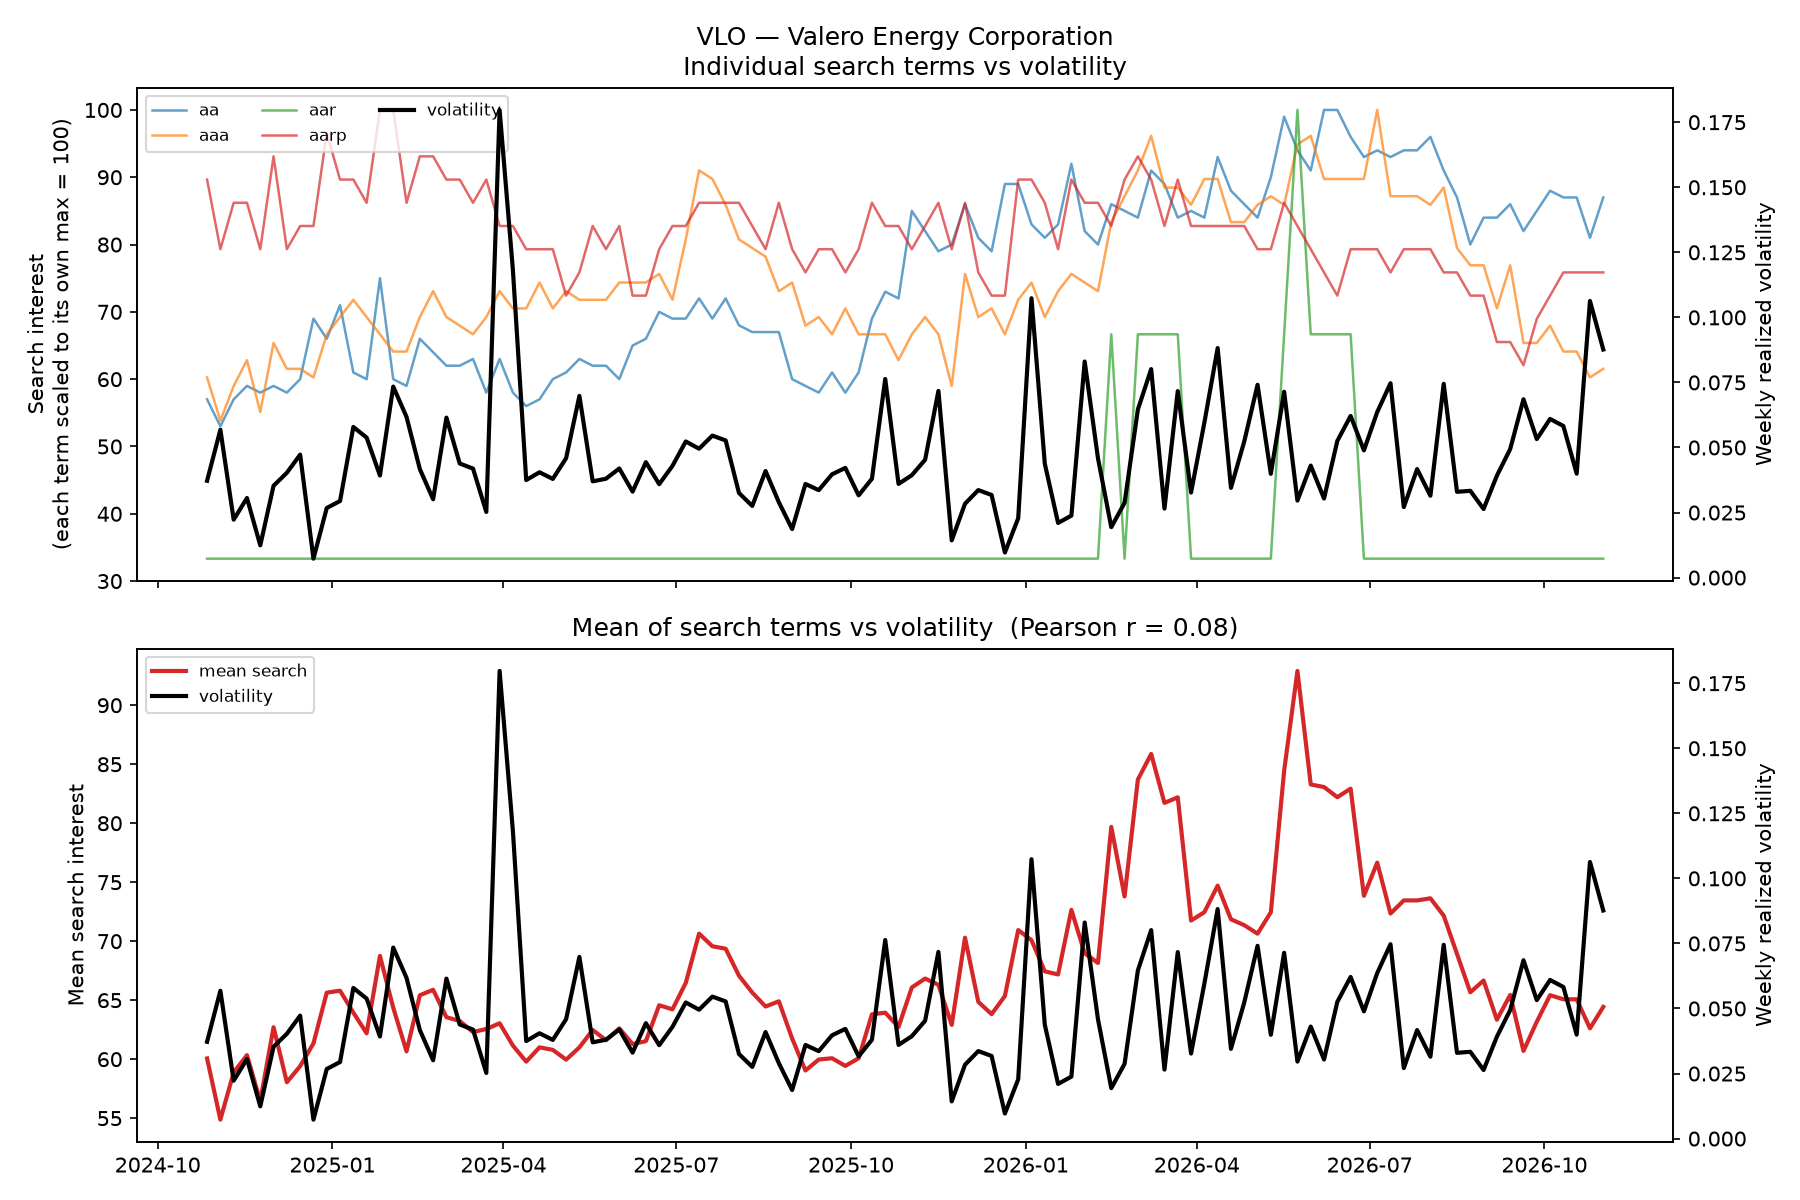 VLO — Valero Energy Corporation
Individual search terms vs volatility
aa
aaa
aar
aarp
volatility
Search interest
(each term scaled to its own max = 100)
100
90
80
70
60
50
40
30
0.175
0.150
0.125
0.100
0.075
0.050
0.025
0.000
Weekly realized volatility
Mean of search terms vs volatility (Pearson r = 0.08)
mean search
volatility
Mean search interest
90
85
80
75
70
65
60
55
0.175
0.150
0.125
0.100
0.075
0.050
0.025
0.000
Weekly realized volatility
2024-10
2025-01
2025-04
2025-07
2025-10
2026-01
2026-04
2026-07
2026-10